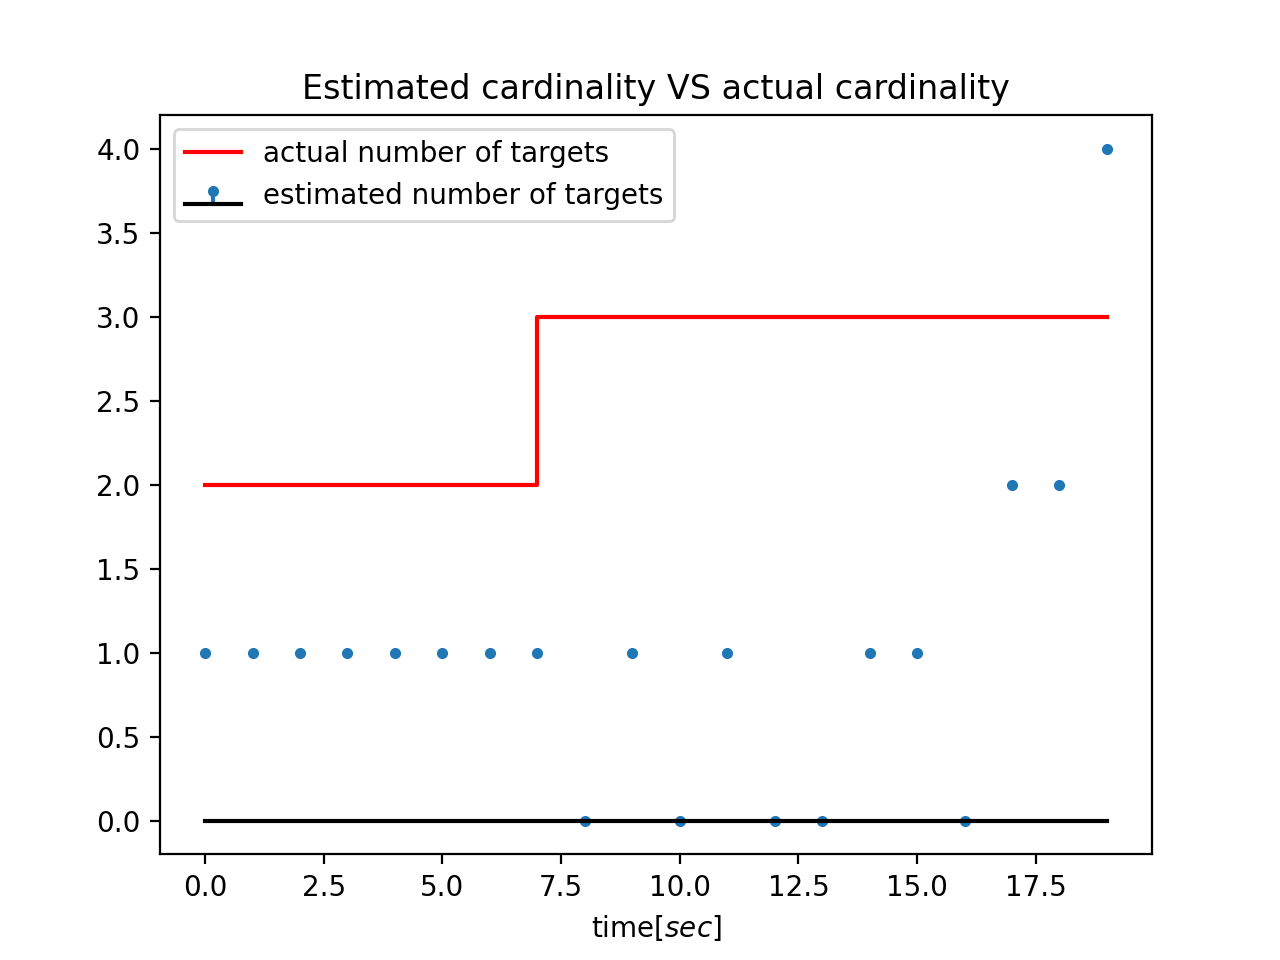 Estimated cardinality VS actual cardinality
actual number of targets
estimated number of targets
4.0
3.5
3.0
2.5
2.0
1.5
1.0
0.5
0.0
0.0 2.5 5.0 7.5 10.0 12.5 15.0 17.5
time[sec]